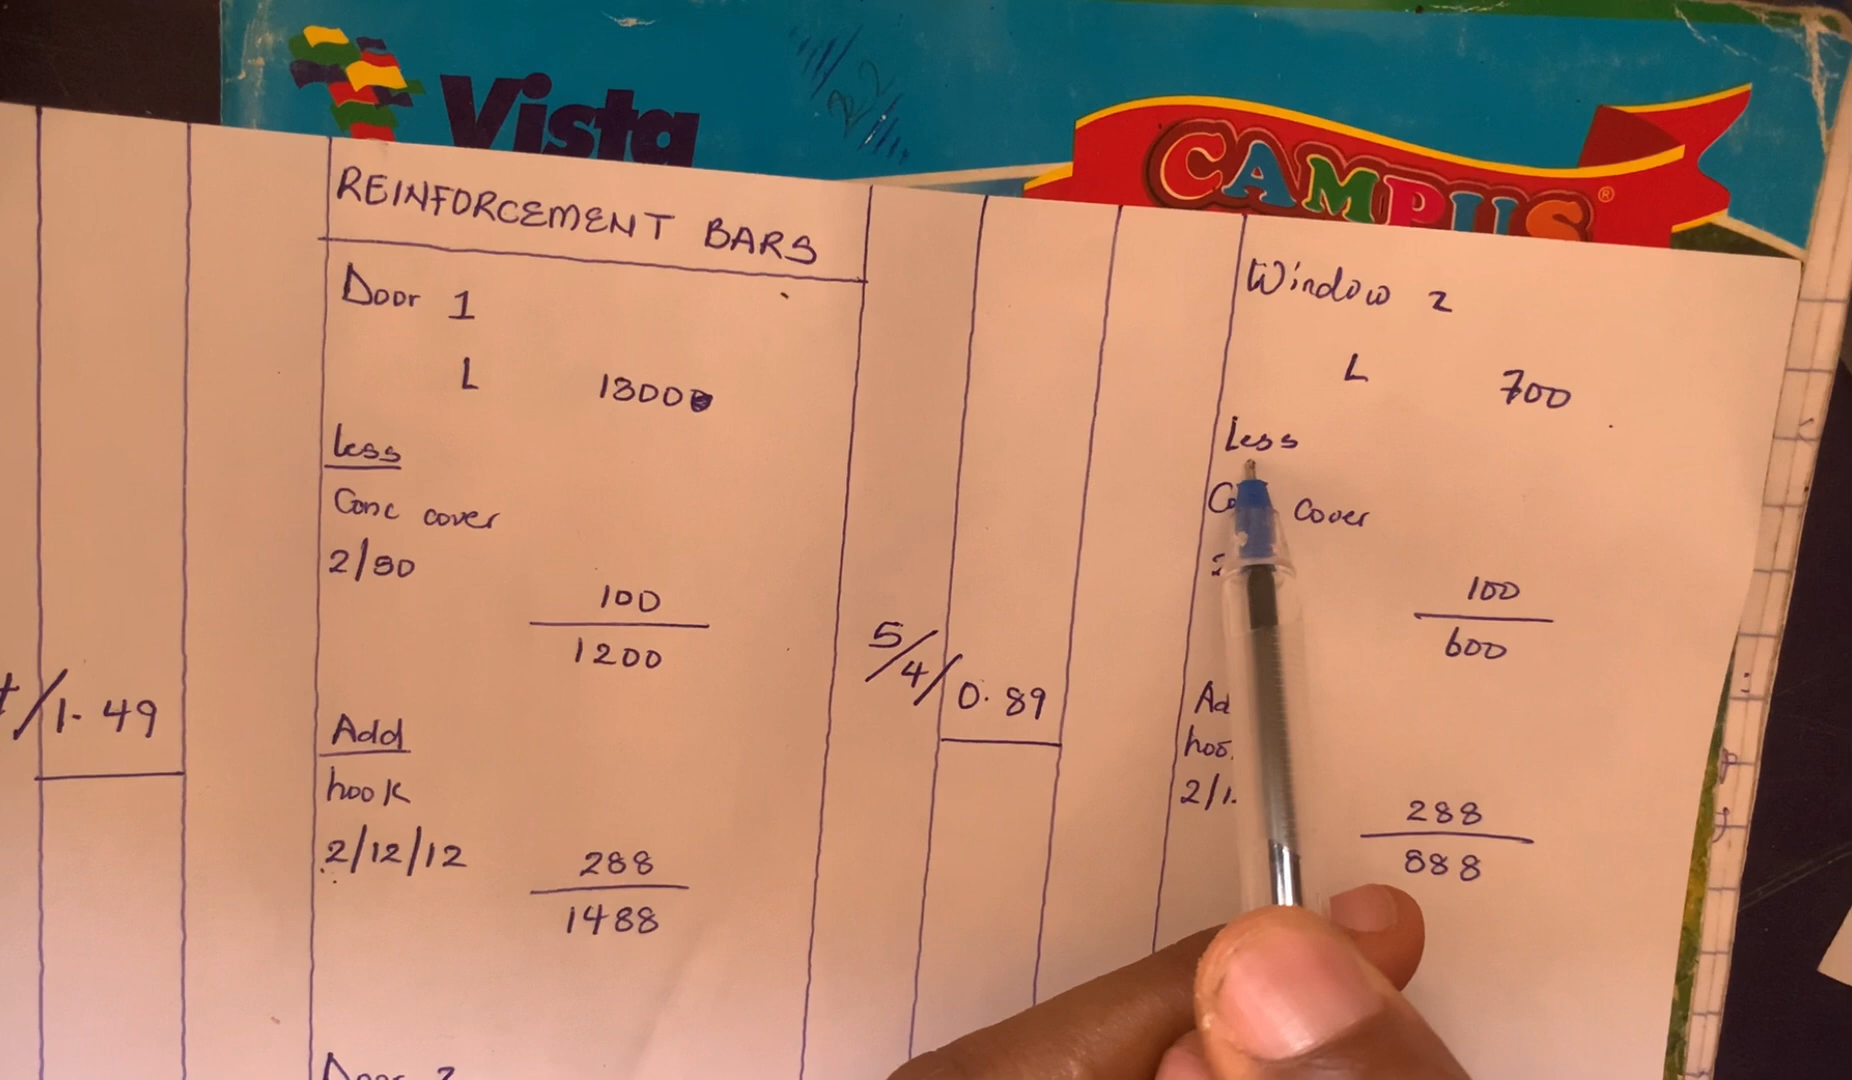 Vista
CAMPUS®
REINFORCEMENT BARS
Door 1
L 1300
Less
Conc cover
2/50
100
1200
/1.49
Add
hook
2/12/12
288
1488
Window 2
L 700
Less
Cover
100
600
5/4/0.89
288
888